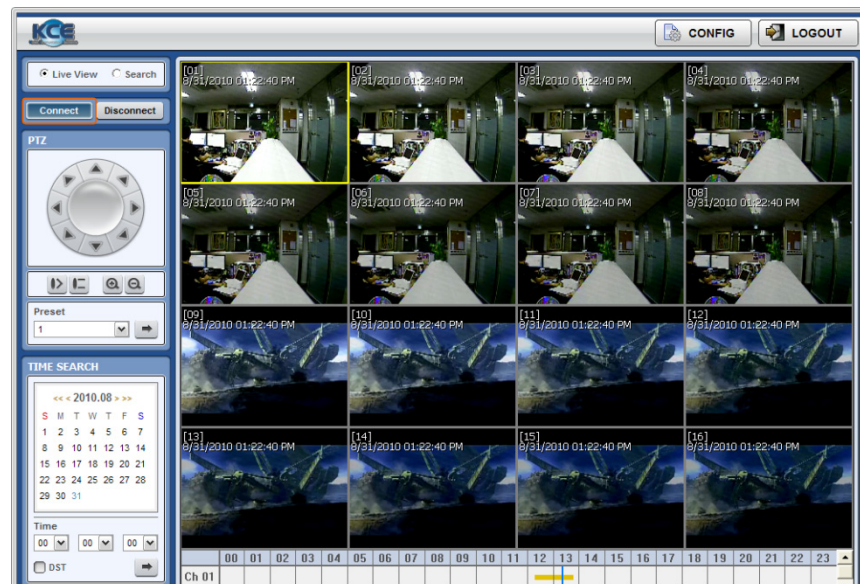 KCE
CONFIG
LOGOUT
Live View Search
Connect Disconnect
PTZ
Preset
1
TIME SEARCH
<< < 2010.08 > >>
S M T W T F S
1 2 3 4 5 6 7
8 9 10 11 12 13 14
15 16 17 18 19 20 21
22 23 24 25 26 27 28
29 30 31
Time
00 00 00
DST
[01]
8/31/2010 01:22:40 PM
[02]
8/31/2010 01:22:40 PM
[03]
8/31/2010 01:22:40 PM
[04]
8/31/2010 01:22:40 PM
[05]
8/31/2010 01:22:40 PM
[06]
8/31/2010 01:22:40 PM
[07]
8/31/2010 01:22:40 PM
[08]
8/31/2010 01:22:40 PM
[09]
8/31/2010 01:22:40 PM
[10]
8/31/2010 01:22:40 PM
[11]
8/31/2010 01:22:40 PM
[12]
8/31/2010 01:22:40 PM
[13]
8/31/2010 01:22:40 PM
[14]
8/31/2010 01:22:40 PM
[15]
8/31/2010 01:22:40 PM
[16]
8/31/2010 01:22:40 PM
00 01 02 03 04 05 06 07 08 09 10 11 12 13 14 15 16 17 18 19 20 21 22 23
Ch 01